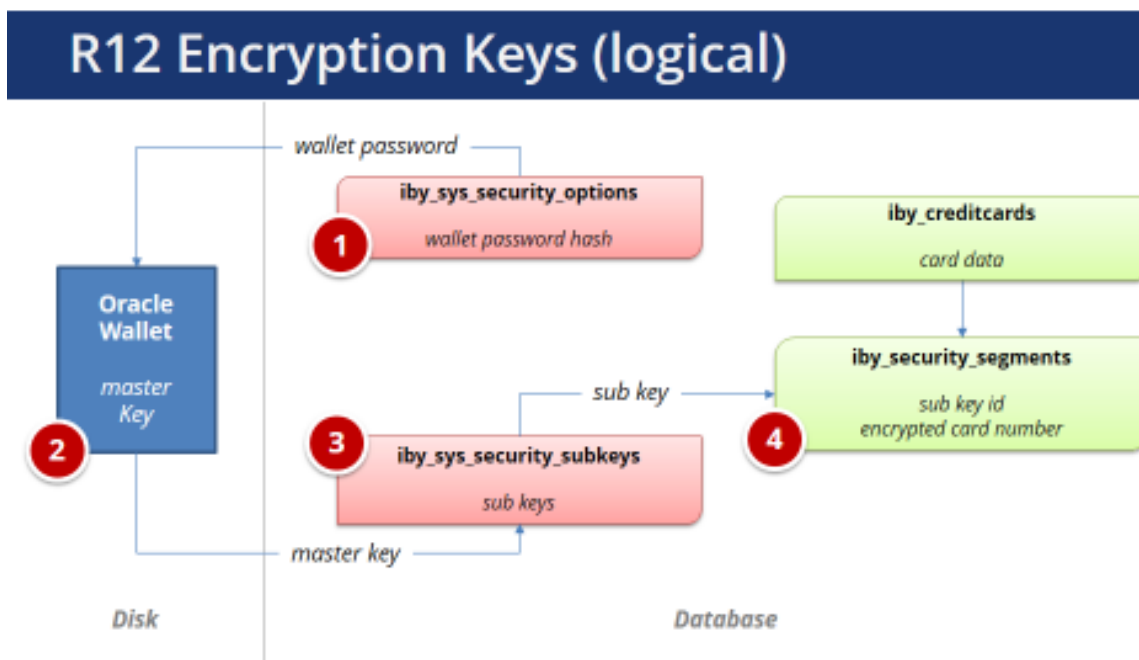 R12 Encryption Keys (logical)
wallet password
iby_sys_security_options
wallet password hash
1
iby_creditcards
card data
Oracle
Wallet
master
Key
2
iby_security_segments
sub key id
encrypted card number
4
sub key
3
iby_sys_security_subkeys
sub keys
master key
Disk
Database